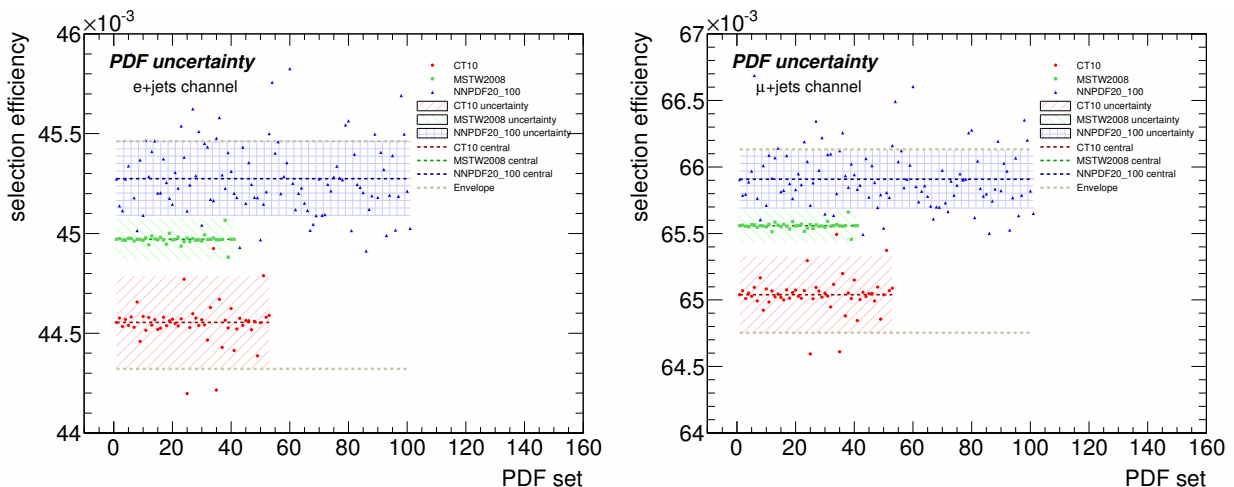 ×10⁻³
46
45.5
45
44.5
44
selection efficiency
PDF uncertainty
e+jets channel
CT10
MSTW2008
NNPDF20_100
CT10 uncertainty
MSTW2008 uncertainty
NNPDF20_100 uncertainty
CT10 central
MSTW2008 central
NNPDF20_100 central
Envelope
0 20 40 60 80 100 120 140 160
PDF set
×10⁻³
67
66.5
66
65.5
65
64.5
64
selection efficiency
PDF uncertainty
μ+jets channel
CT10
MSTW2008
NNPDF20_100
CT10 uncertainty
MSTW2008 uncertainty
NNPDF20_100 uncertainty
CT10 central
MSTW2008 central
NNPDF20_100 central
Envelope
0 20 40 60 80 100 120 140 160
PDF set